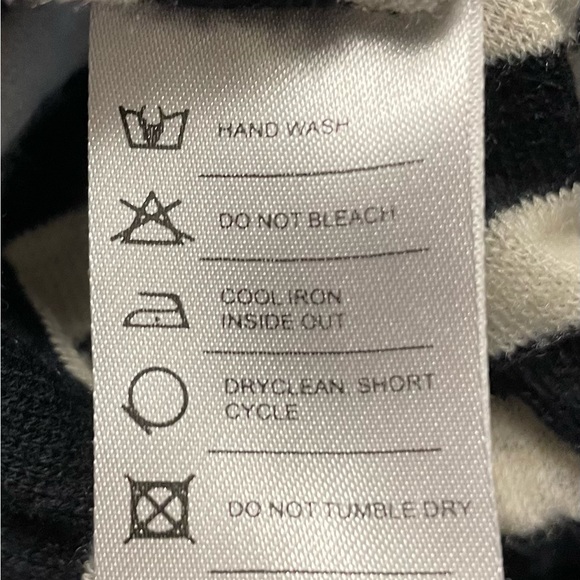 HAND WASH
DO NOT BLEACH
COOL IRON
INSIDE OUT
DRYCLEAN SHORT
CYCLE
DO NOT TUMBLE DRY